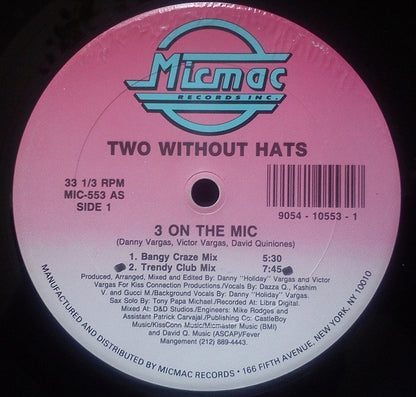 Micmac
RECORDS INC.
TWO WITHOUT HATS
33 1/3 RPM
MIC-553 AS
SIDE 1
9054 - 10553 - 1
3 ON THE MIC
(Danny Vargas, Victor Vargas, David Quiniones)
1. Bangy Craze Mix 5:30
2. Trendy Club Mix 7:45
Produced, Arranged, Mixed and Edited By: Danny "Holiday" Vargas and Victor
Vargas For Kiss Connection Productions./Vocals By: Dazza Q., Kashim
V. and Gucci M./Background Vocals By: Danny "Holiday" Vargas.
Sax Solo By: Tony Papa Michael./Recorded At: Libra Digital.
Mixed At: D&D Studios/Engineers: Mike Rodges and
Assistant Patrick Carvajal./Publishing Co: CastleBoy
Music/KissConn Music/Micmaster Music (BMI)
and David Q. Music (ASCAP)/Fever
Mangement (212) 889-4443.
MANUFACTURED AND DISTRIBUTED BY MICMAC RECORDS • 166 FIFTH AVENUE, NEW YORK, NY 10010